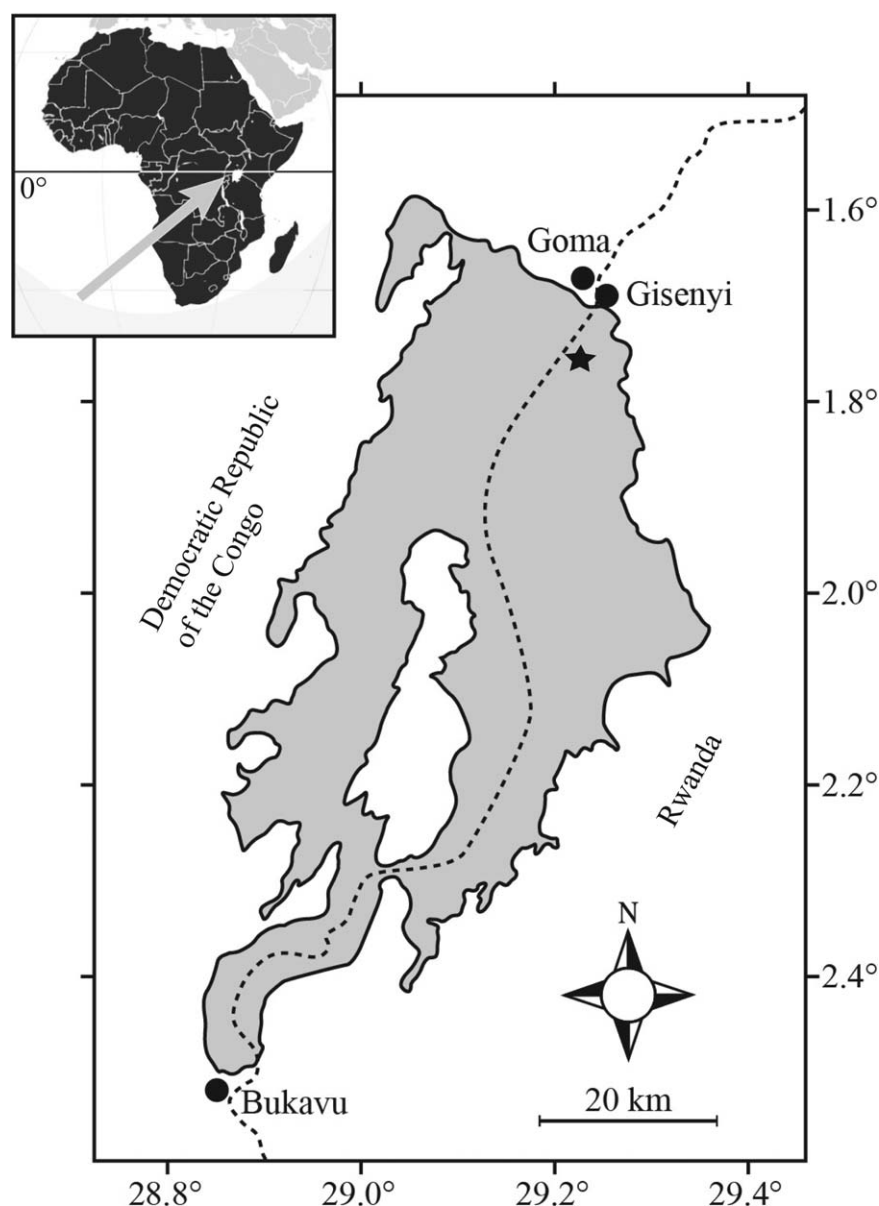 0°
Goma
Gisenyi
1.6°
1.8°
2.0°
2.2°
2.4°
Democratic Republic
of the Congo
Rwanda
N
20 km
Bukavu
28.8°
29.0°
29.2°
29.4°